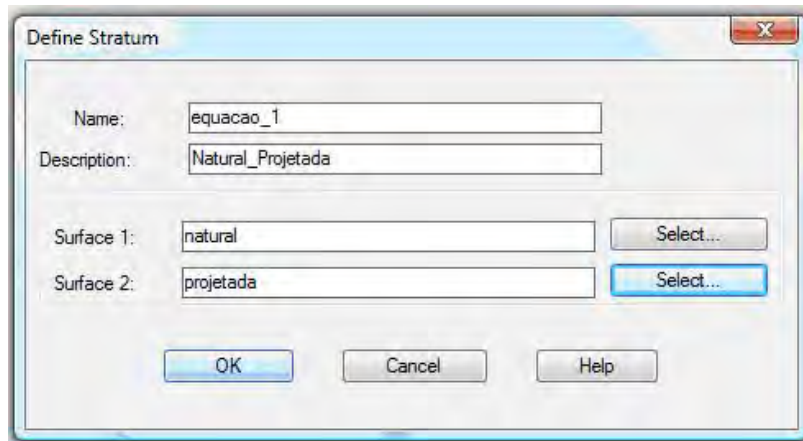 Define Stratum
Name: equacao_1
Description: Natural_Projetada
Surface 1: natural Select...
Surface 2: projetada Select...
OK Cancel Help